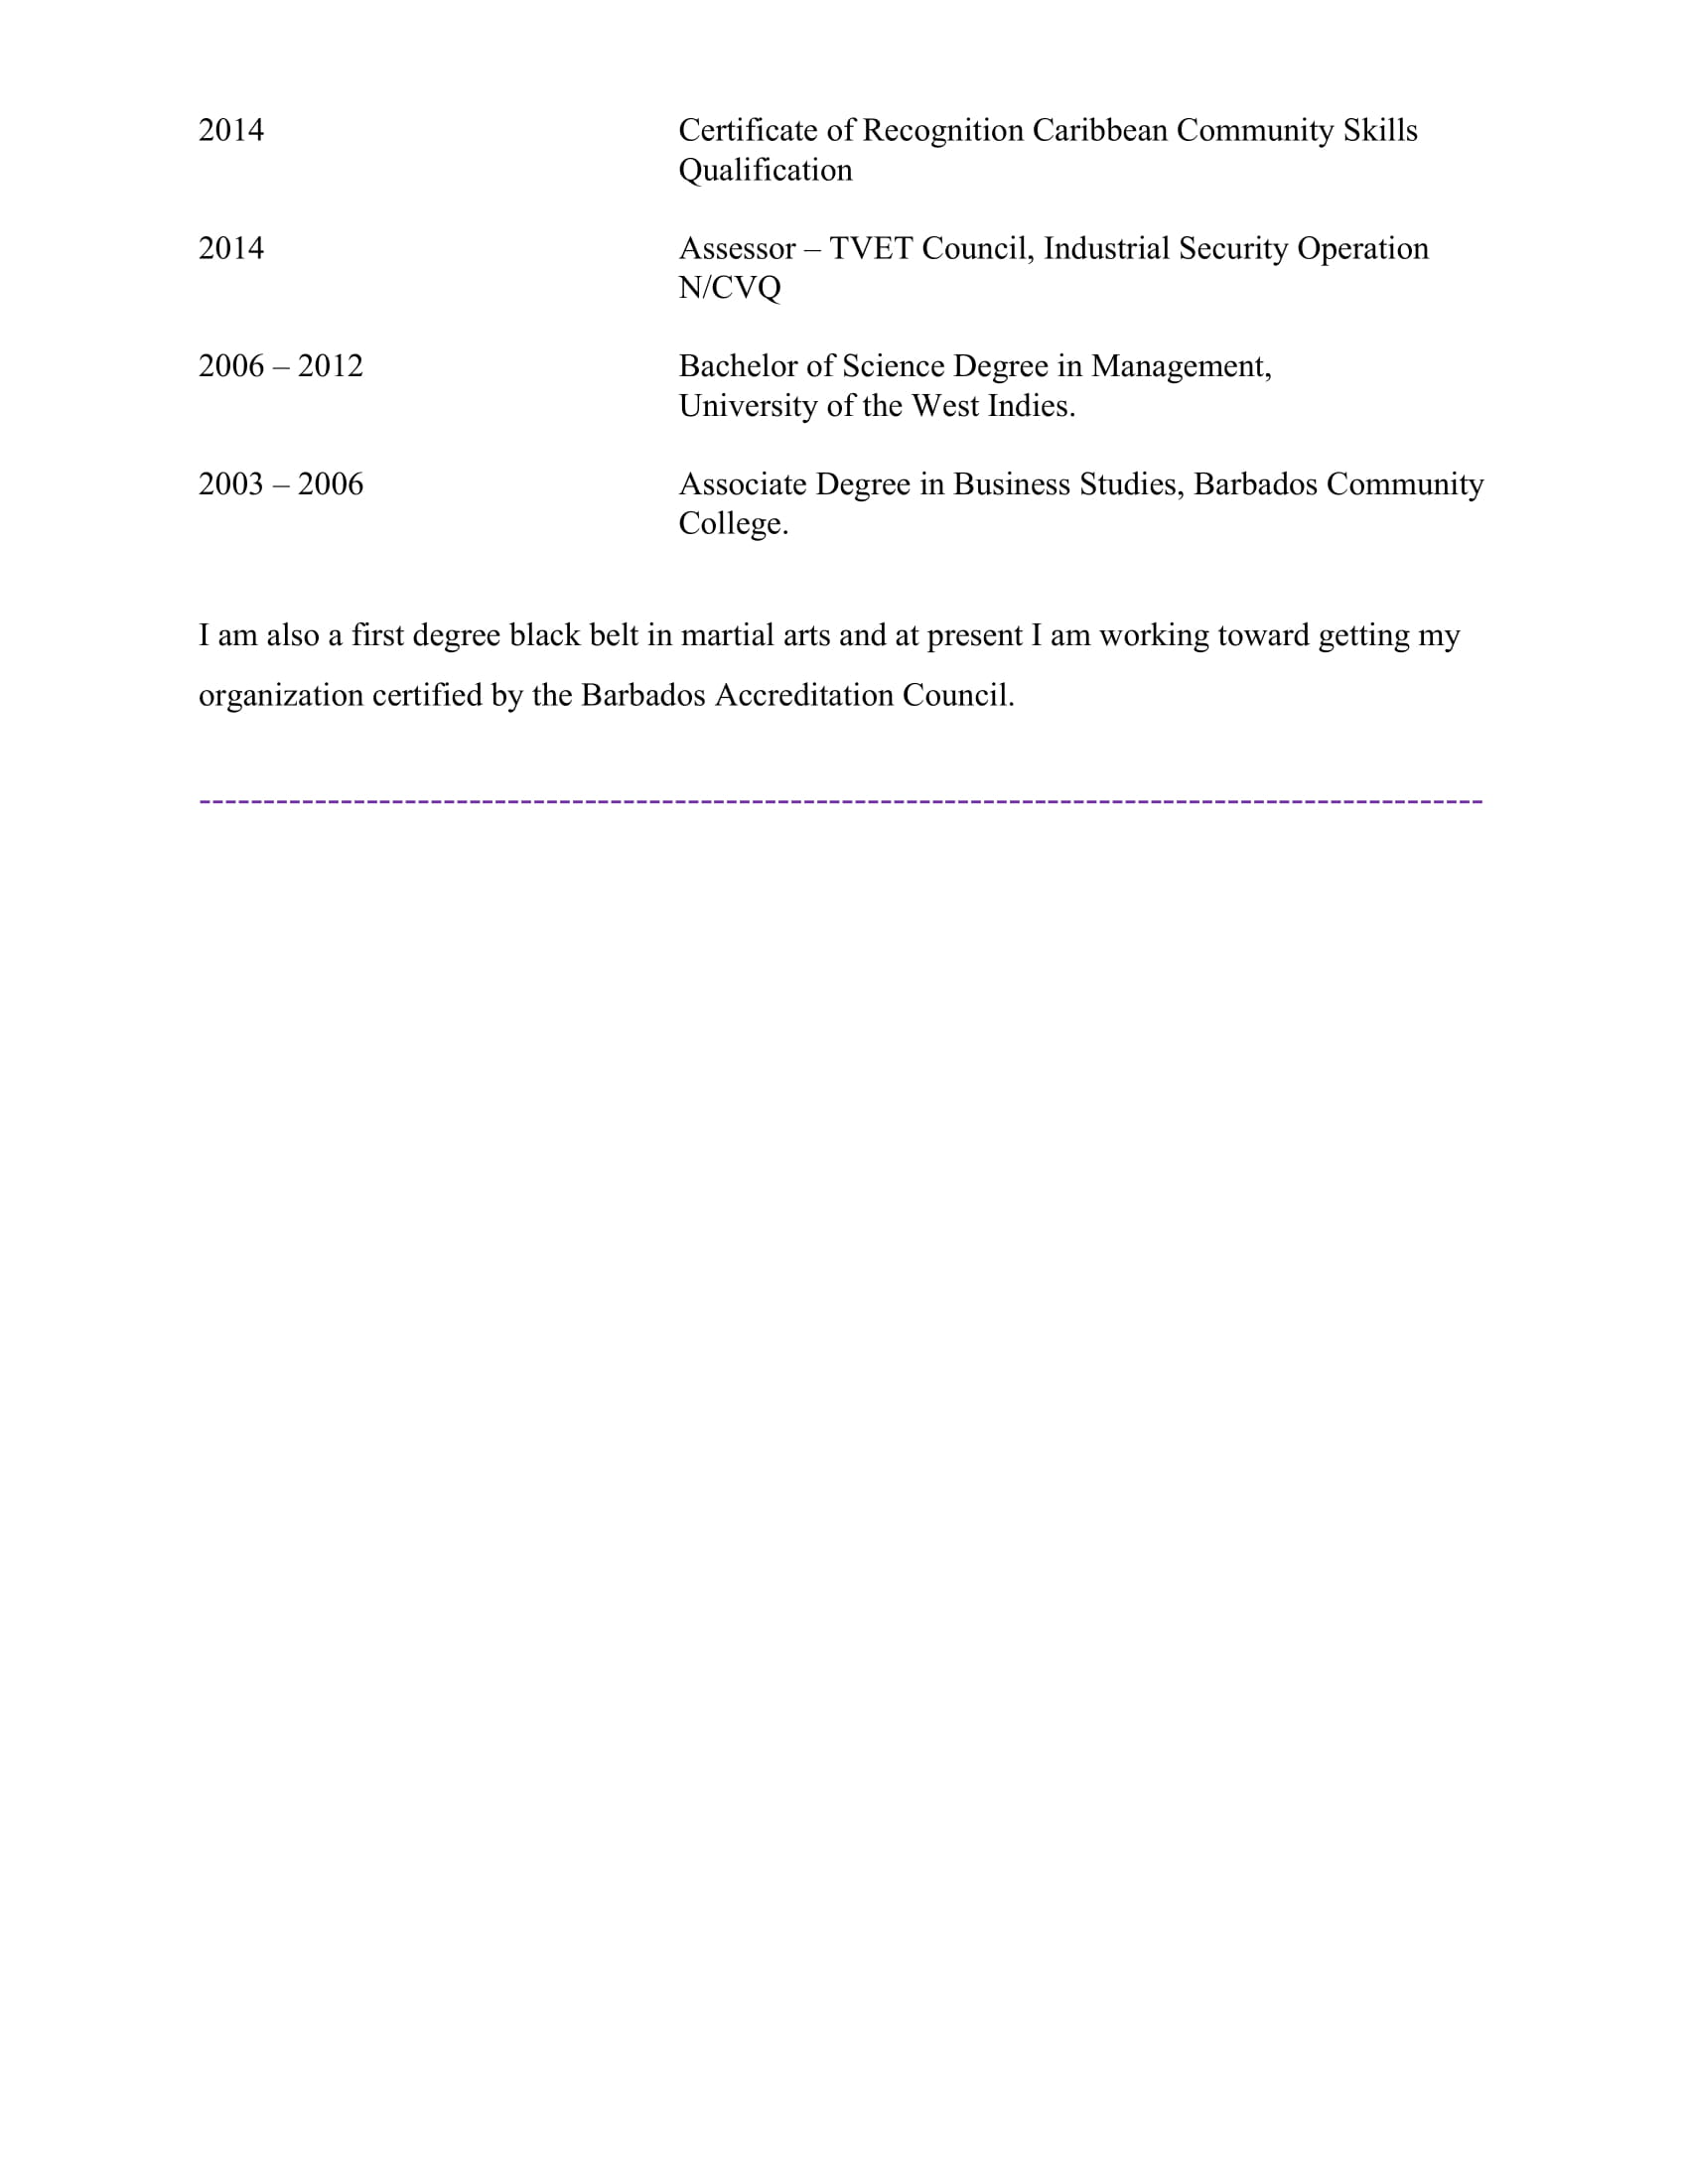 2014 Certificate of Recognition Caribbean Community Skills
Qualification
2014 Assessor – TVET Council, Industrial Security Operation
N/CVQ
2006 – 2012 Bachelor of Science Degree in Management,
University of the West Indies.
2003 – 2006 Associate Degree in Business Studies, Barbados Community
College.
I am also a first degree black belt in martial arts and at present I am working toward getting my
organization certified by the Barbados Accreditation Council.
----------------------------------------------------------------------------------------------------